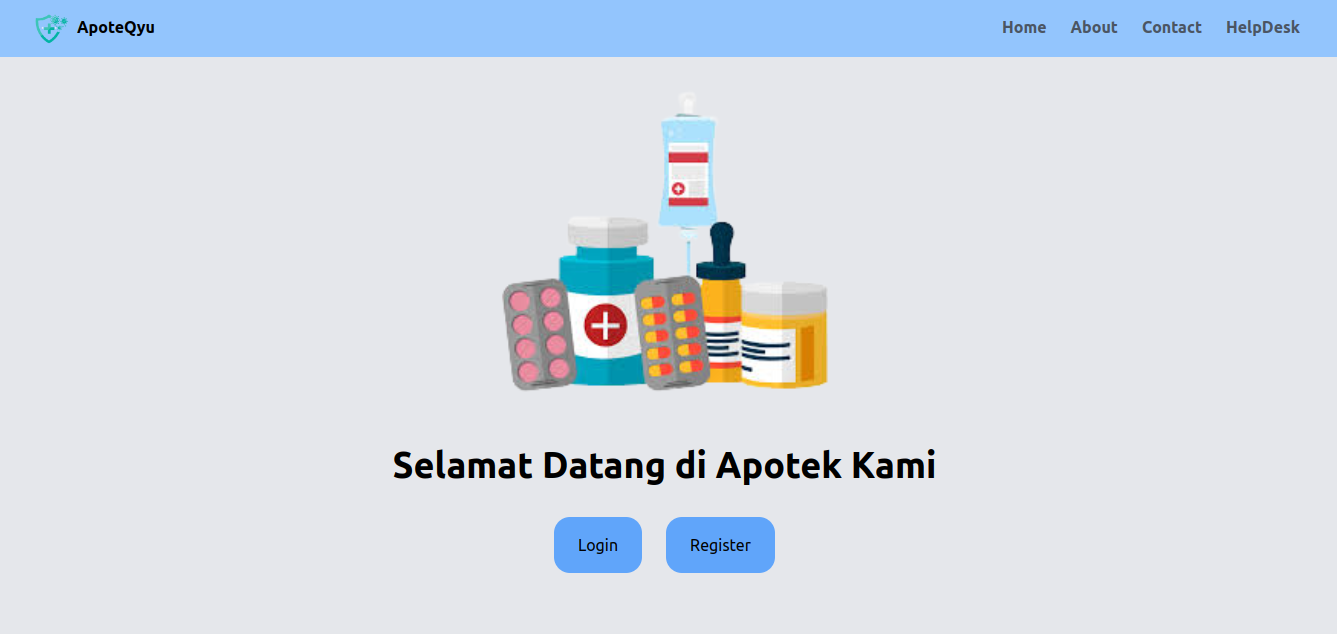 ApoteQyu
Home About Contact HelpDesk
Selamat Datang di Apotek Kami
Login Register